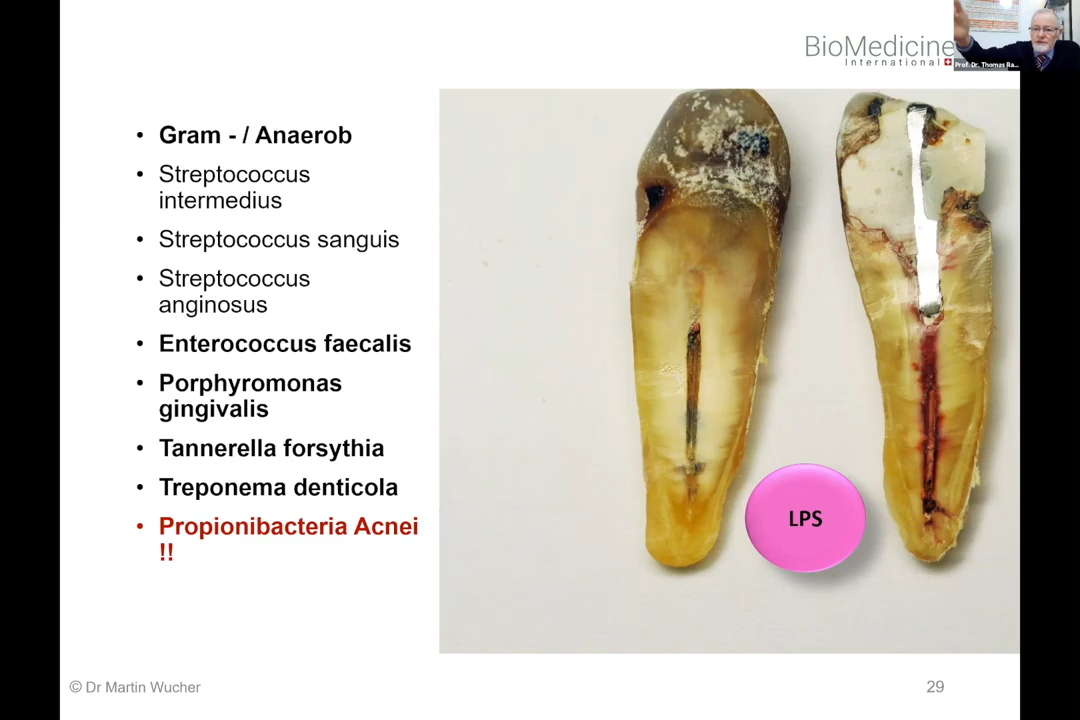 BioMedicine
International
Prof. Dr. Thomas Ra...
• Gram - / Anaerob
• Streptococcus
intermedius
• Streptococcus sanguis
• Streptococcus
anginosus
• Enterococcus faecalis
• Porphyromonas
gingivalis
• Tannerella forsythia
• Treponema denticola
• Propionibacteria Acnei
!!
LPS
© Dr Martin Wucher
29